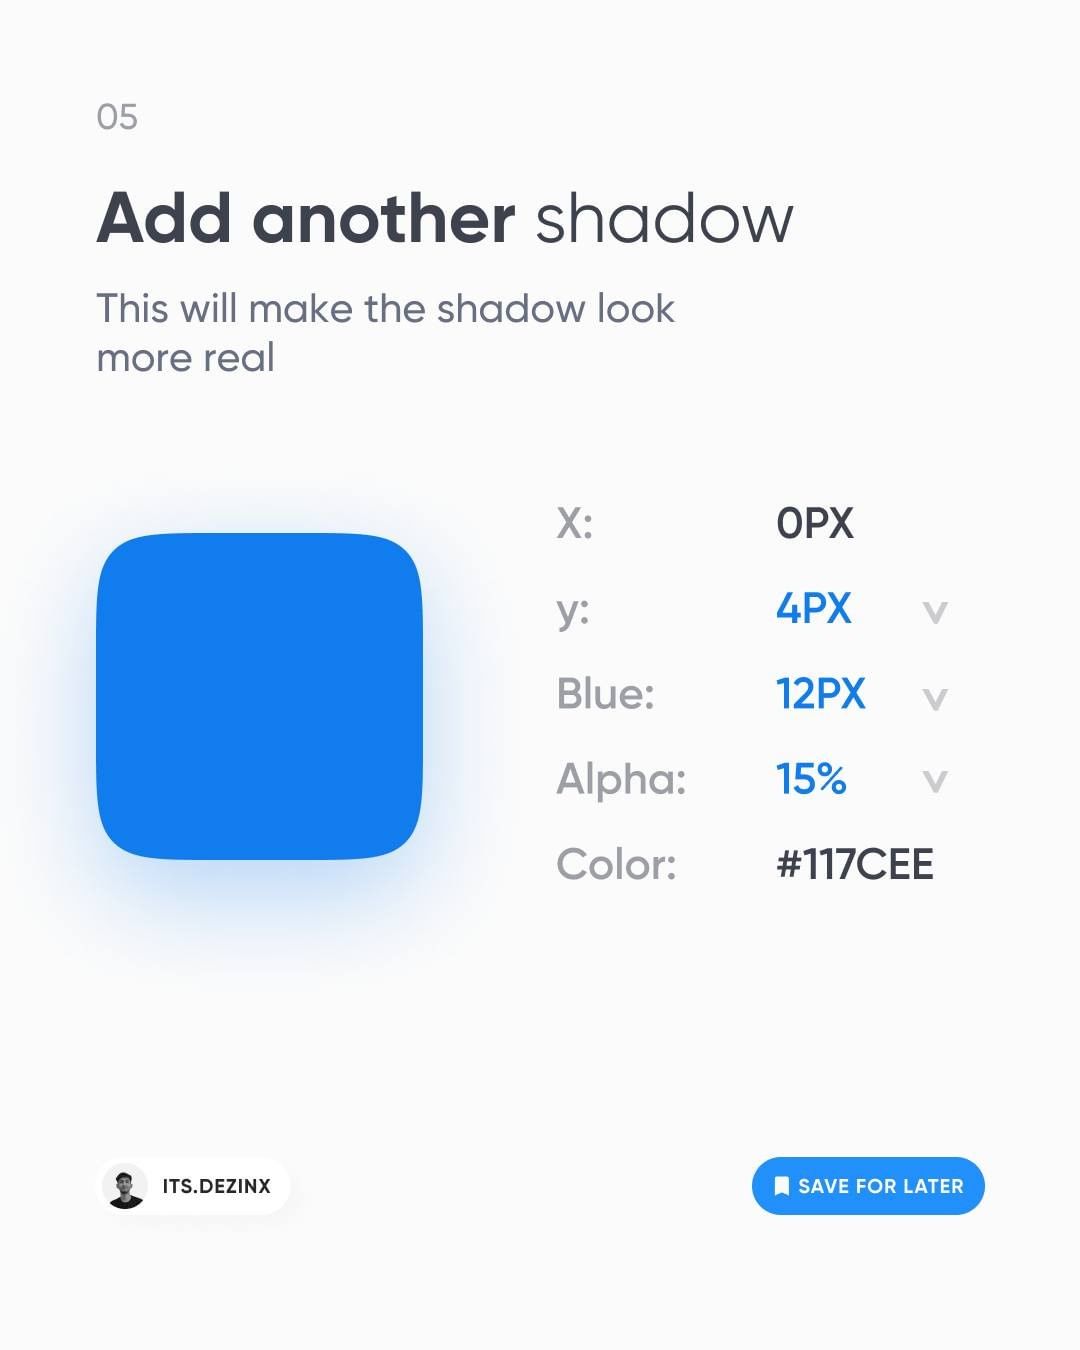 05
Add another shadow
This will make the shadow look
more real
X: 0PX
y: 4PX V
Blue: 12PX V
Alpha: 15% V
Color: #117CEE
ITS.DEZINX
SAVE FOR LATER